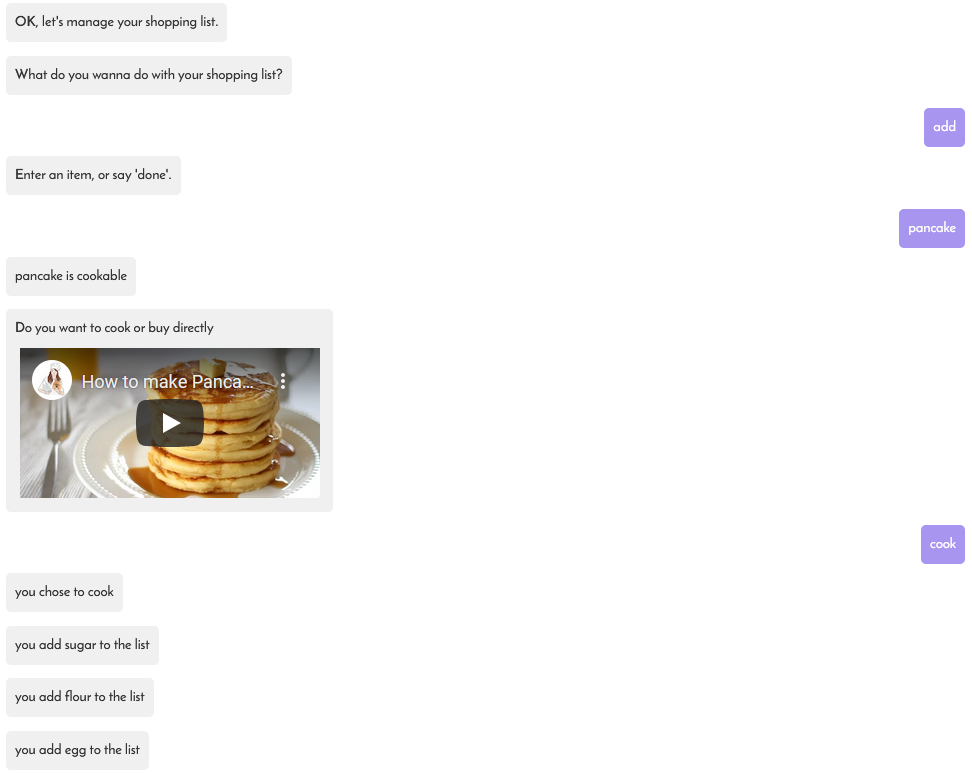 OK, let's manage your shopping list.
What do you wanna do with your shopping list?
add
Enter an item, or say 'done'.
pancake
pancake is cookable
Do you want to cook or buy directly
How to make Panca...
cook
you chose to cook
you add sugar to the list
you add flour to the list
you add egg to the list